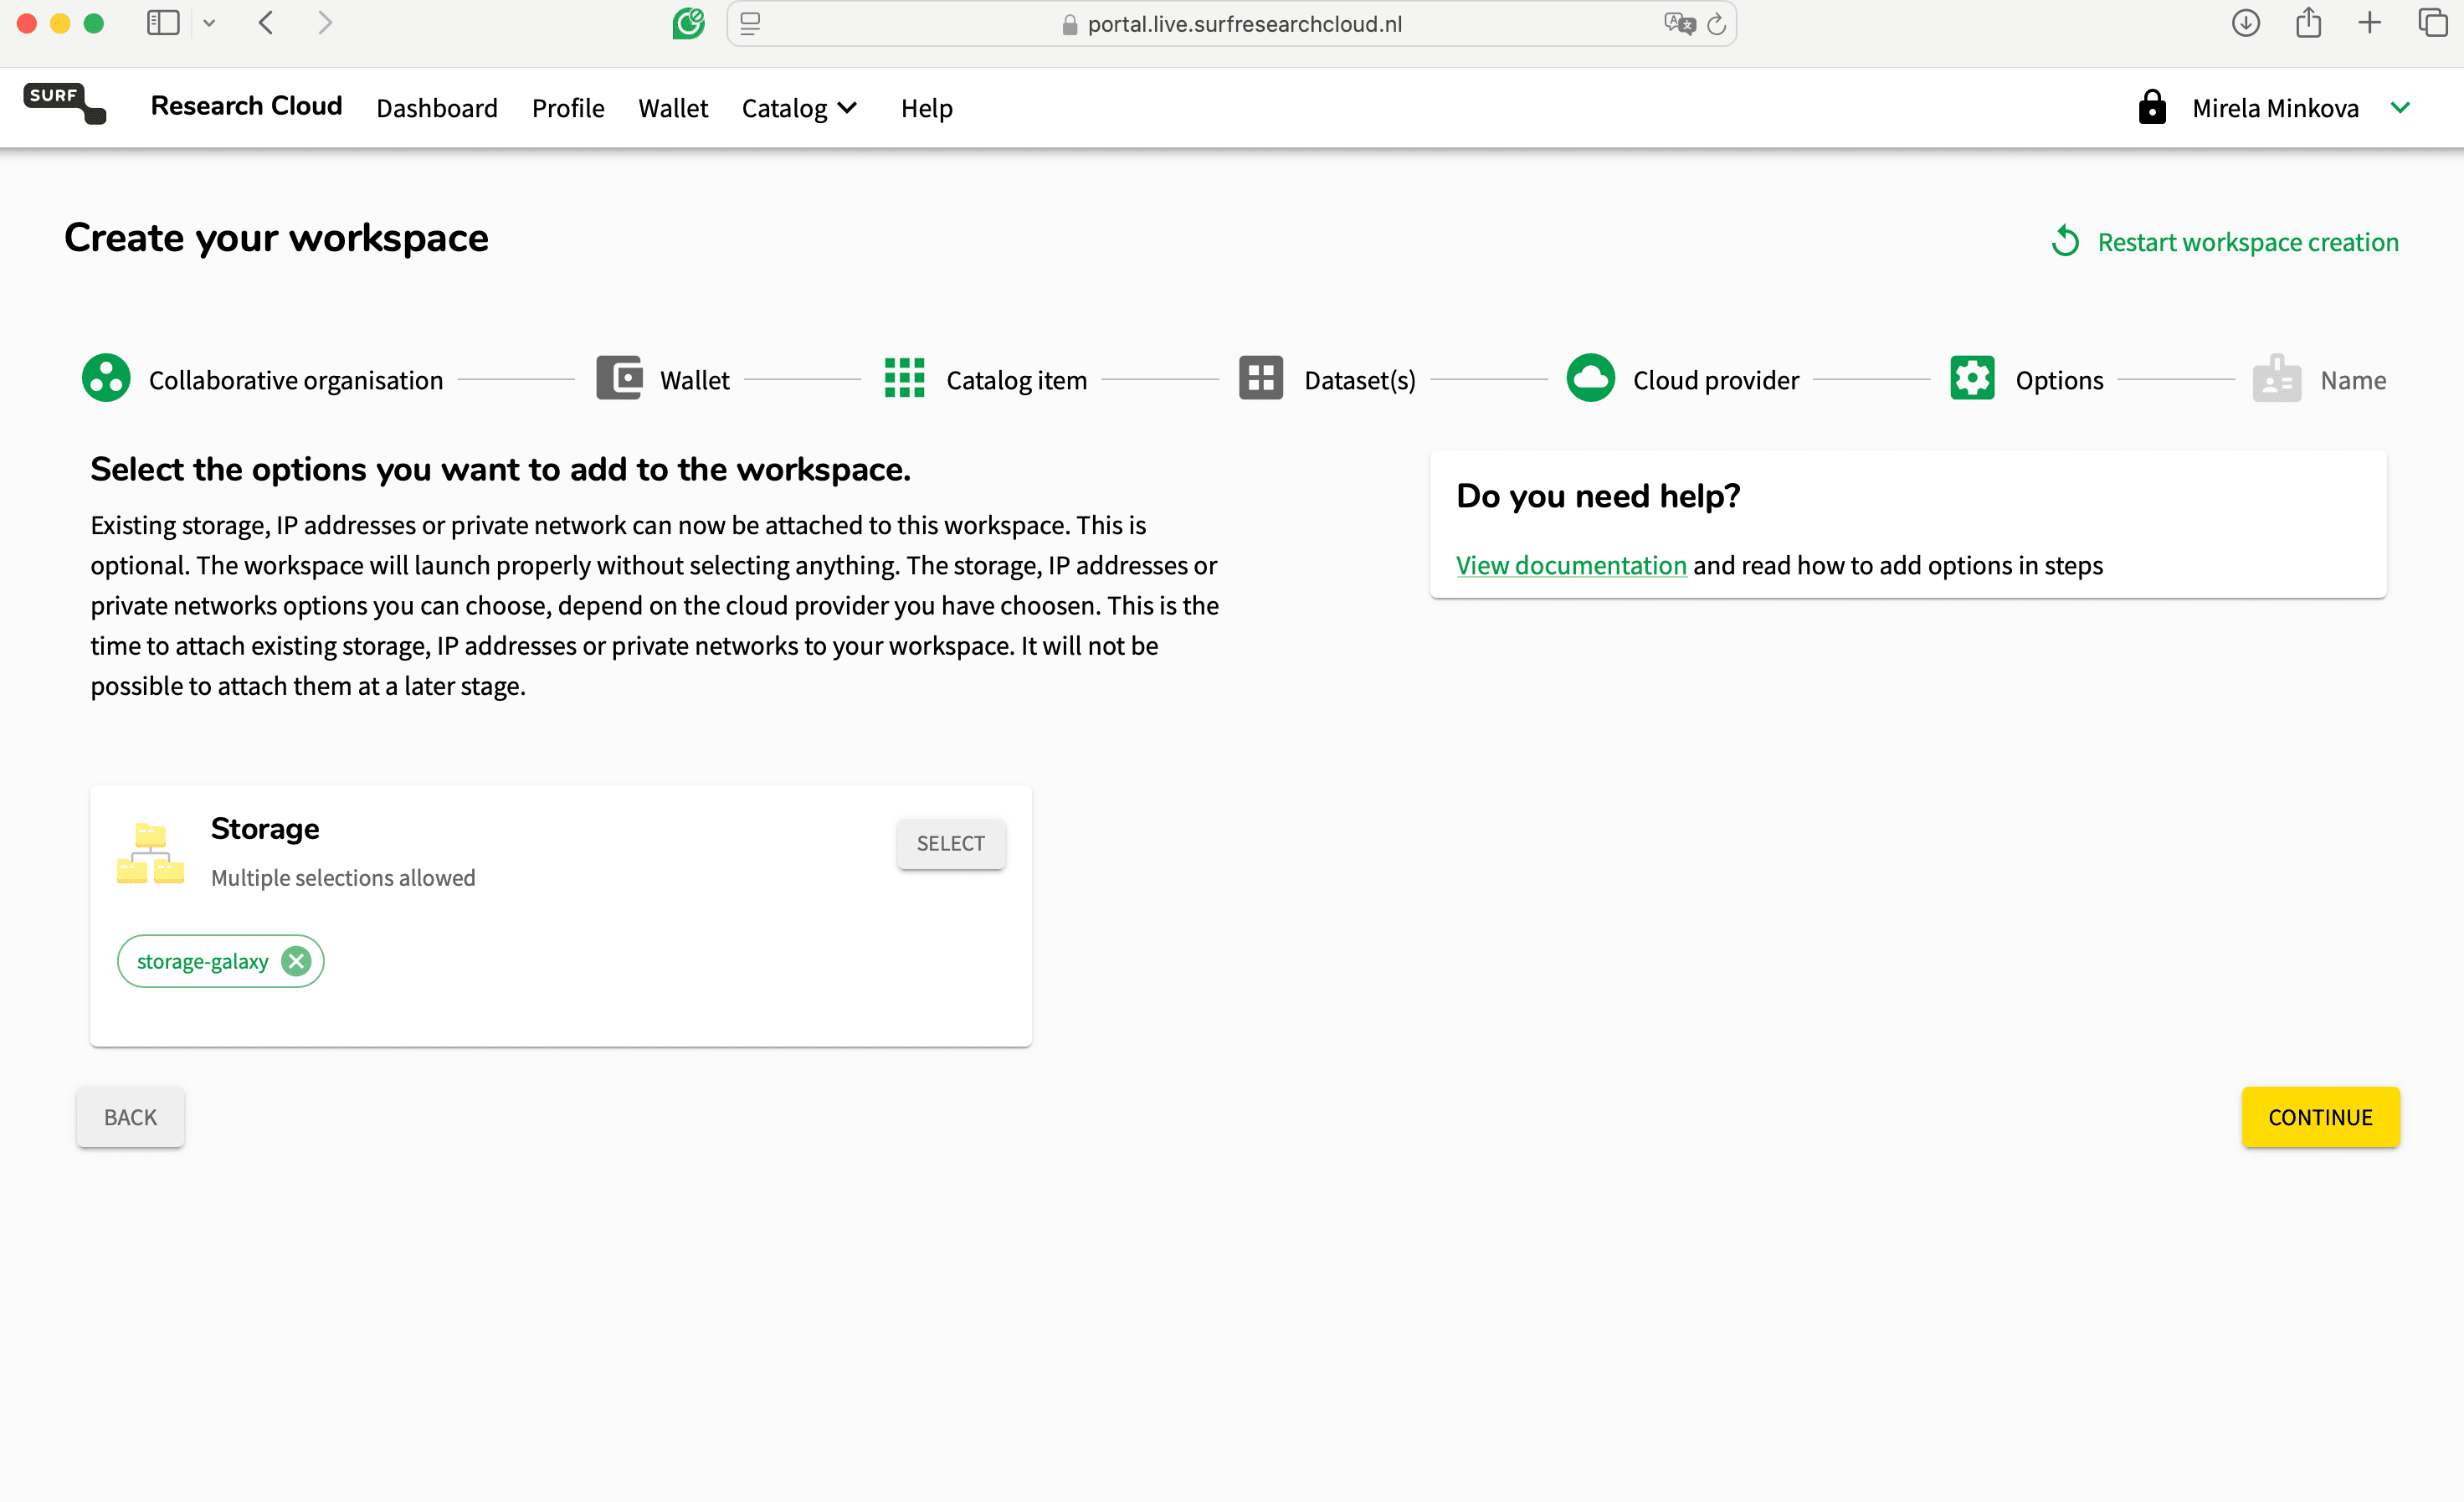 portal.live.surfresearchcloud.nl
SURF
Research Cloud Dashboard Profile Wallet Catalog Help Mirela Minkova
Create your workspace
Restart workspace creation
Collaborative organisation Wallet Catalog item Dataset(s) Cloud provider Options Name
Select the options you want to add to the workspace.
Existing storage, IP addresses or private network can now be attached to this workspace. This is
optional. The workspace will launch properly without selecting anything. The storage, IP addresses or
private networks options you can choose, depend on the cloud provider you have choosen. This is the
time to attach existing storage, IP addresses or private networks to your workspace. It will not be
possible to attach them at a later stage.
Do you need help?
View documentation and read how to add options in steps
Storage
SELECT
Multiple selections allowed
storage-galaxy
BACK
CONTINUE